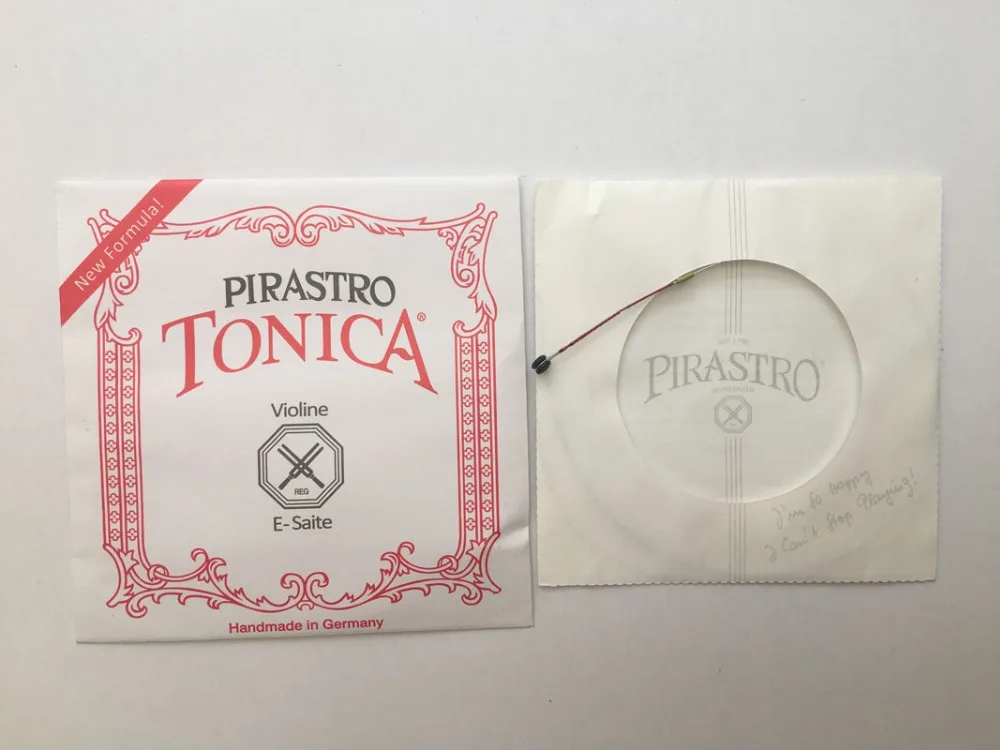 New Formula!
PIRASTRO
TONICA®
Violine
REG
E-Saite
Handmade in Germany
PIRASTRO
I'm So Happy
I Can't Stop Playing!